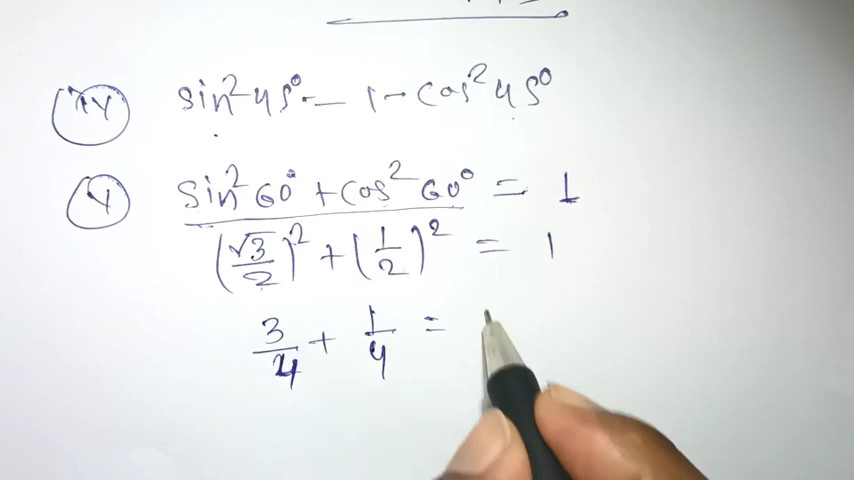 (iv) sin²45° = 1 - cos²45°
(v) sin²60° + cos²60° = 1
(√3/2)² + (1/2)² = 1
3/4 + 1/4 =